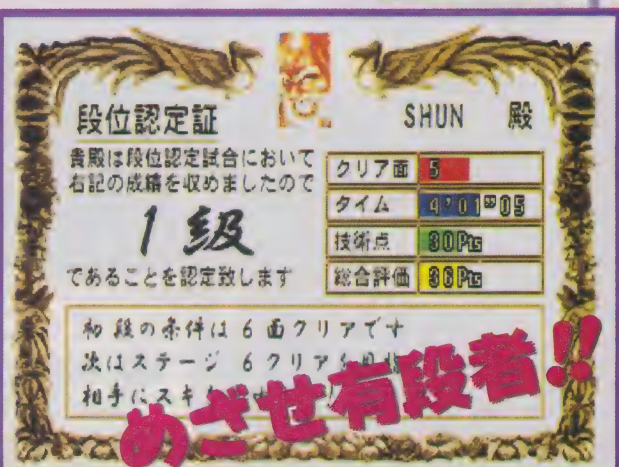 段位認定証
SHUN 殿
貴殿は段位認定試合において
右記の成績を収めましたので
1級
であることを認定致します
クリア面 5
タイム 4'01"05
技術点 30Pts
総合評価 36Pts
初段の条件は6面クリアです
次はステージ 6クリアを目指
相手にスキ
めざせ有段者!!